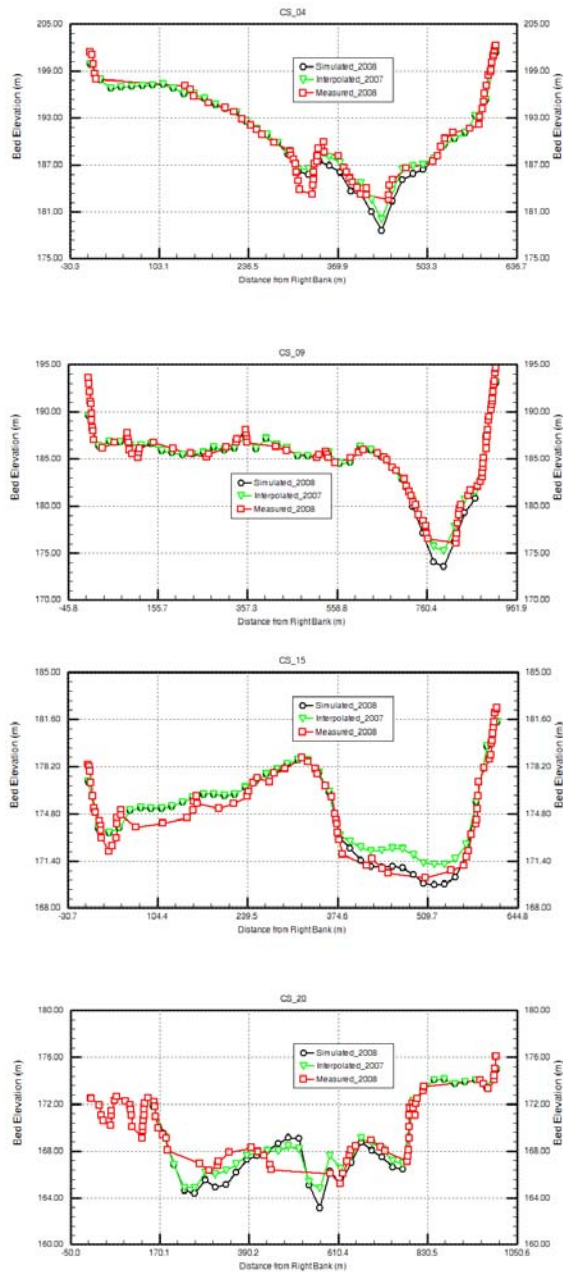 CS_04
205.00 205.00
199.00 199.00
193.00 193.00
187.00 187.00
181.00 181.00
175.00 175.00
Bed Elevation (m)
Bed Elevation (m)
Simulated_2008
Interpolated_2007
Measured_2008
-30.3 103.1 236.5 369.9 503.3 636.7
Distance from Right Bank (m)
CS_09
195.00 195.00
190.00 190.00
185.00 185.00
180.00 180.00
175.00 175.00
170.00 170.00
Bed Elevation (m)
Bed Elevation (m)
Simulated_2008
Interpolated_2007
Measured_2008
-45.8 155.7 357.3 558.8 760.4 961.9
Distance from Right Bank (m)
CS_15
185.00 185.00
181.60 181.60
178.20 178.20
174.80 174.80
171.40 171.40
168.00 168.00
Bed Elevation (m)
Bed Elevation (m)
Simulated_2008
Interpolated_2007
Measured_2008
-30.7 104.4 239.5 374.6 509.7 644.8
Distance from Right Bank (m)
CS_20
180.00 180.00
176.00 176.00
172.00 172.00
168.00 168.00
164.00 164.00
160.00 160.00
Bed Elevation (m)
Bed Elevation (m)
Simulated_2008
Interpolated_2007
Measured_2008
-50.0 170.1 390.2 610.4 830.5 1050.6
Distance from Right Bank (m)